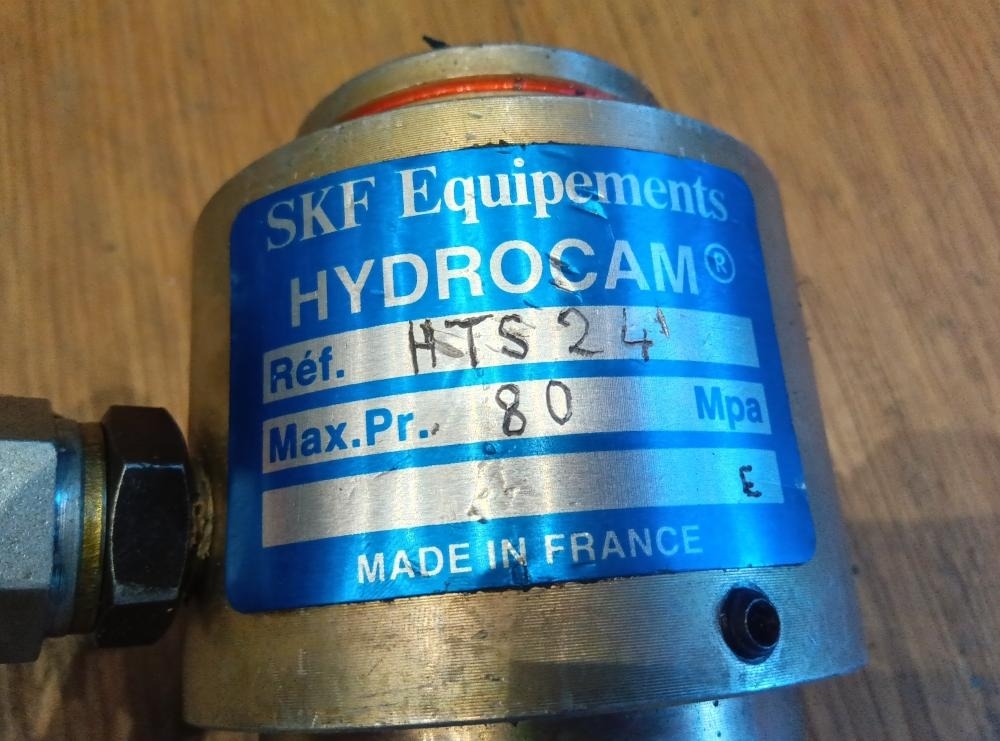 SKF Equipements
HYDROCAM®
Réf. HTS 24
Max.Pr. 80 Mpa
E
MADE IN FRANCE